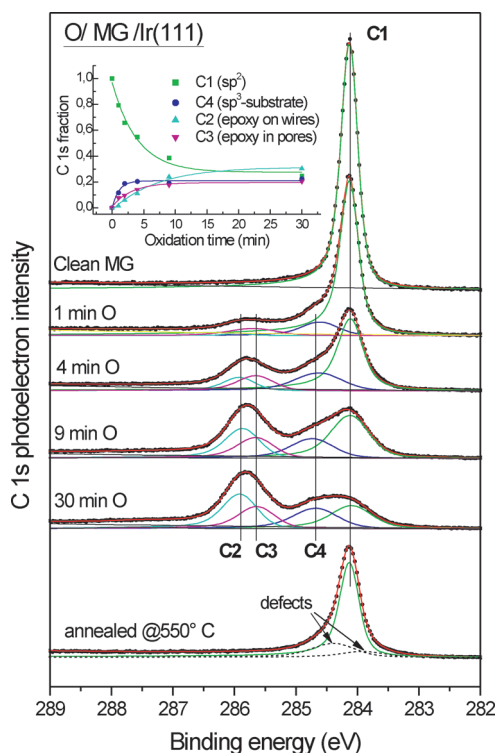 O/ MG /Ir(111)
C1
C1 (sp²)
C4 (sp³-substrate)
C2 (epoxy on wires)
C3 (epoxy in pores)
C 1s fraction
1,0
0,8
0,6
0,4
0,2
0,0
0 5 10 15 20 25 30
Oxidation time (min)
Clean MG
1 min O
4 min O
9 min O
30 min O
C2 C3 C4
defects
annealed @550° C
C 1s photoelectron intensity
289 288 287 286 285 284 283 282
Binding energy (eV)